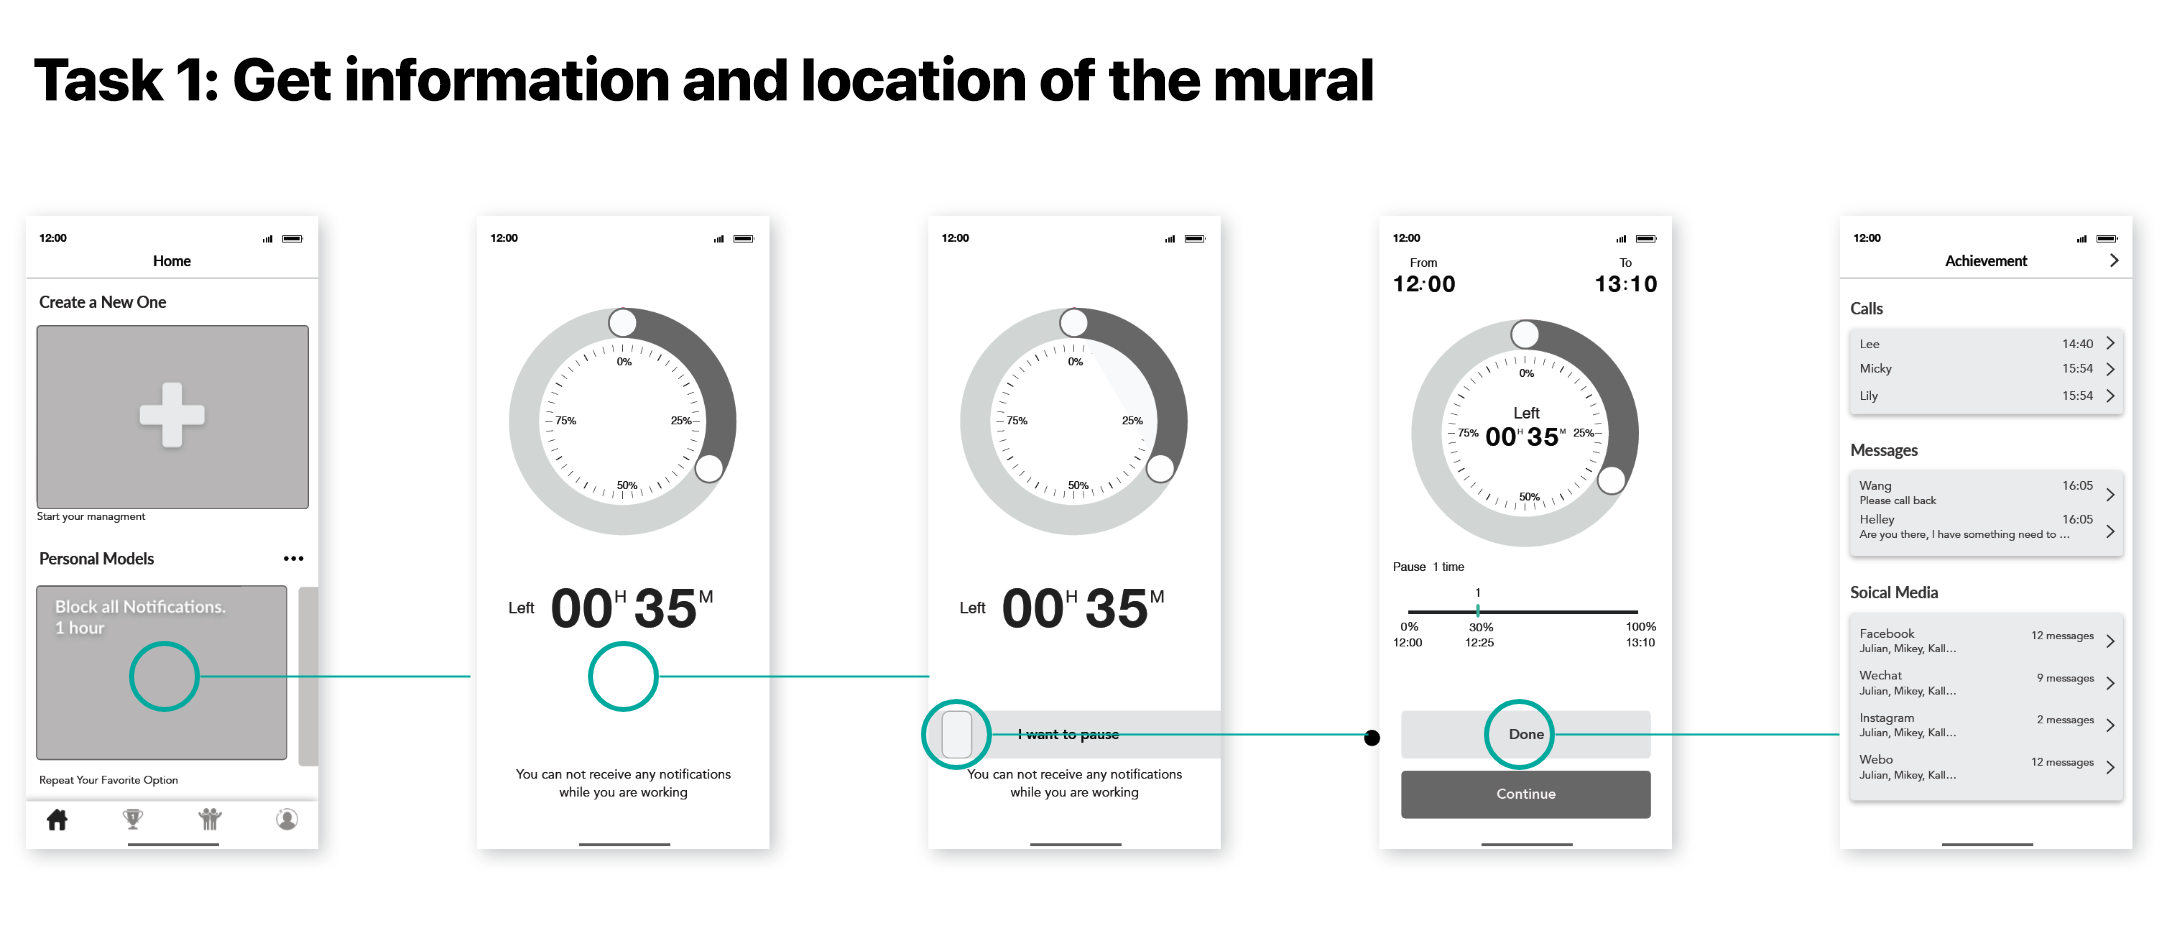 Task 1: Get information and location of the mural
12:00
Home
Create a New One
Start your managment
Personal Models
Block all Notifications.
1 hour
Repeat Your Favorite Option
1
12:00
0%
75%
25%
50%
Left 00H 35M
You can not receive any notifications
while you are working
12:00
0%
75%
25%
50%
Left 00H 35M
I want to pause
You can not receive any notifications
while you are working
12:00
From To
12:00 13:10
0%
Left
75% 00H 35M 25%
50%
Pause 1 time
1
0% 30% 100%
12:00 12:25 13:10
Done
Continue
12:00
Achievement
Calls
Lee 14:40
Micky 15:54
Lily 15:54
Messages
Wang 16:05
Please call back
Helley 16:05
Are you there, I have something need to ...
Soical Media
Facebook 12 messages
Julian, Mikey, Kall...
Wechat 9 messages
Julian, Mikey, Kall...
Instagram 2 messages
Julian, Mikey, Kall...
Webo 12 messages
Julian, Mikey, Kall...